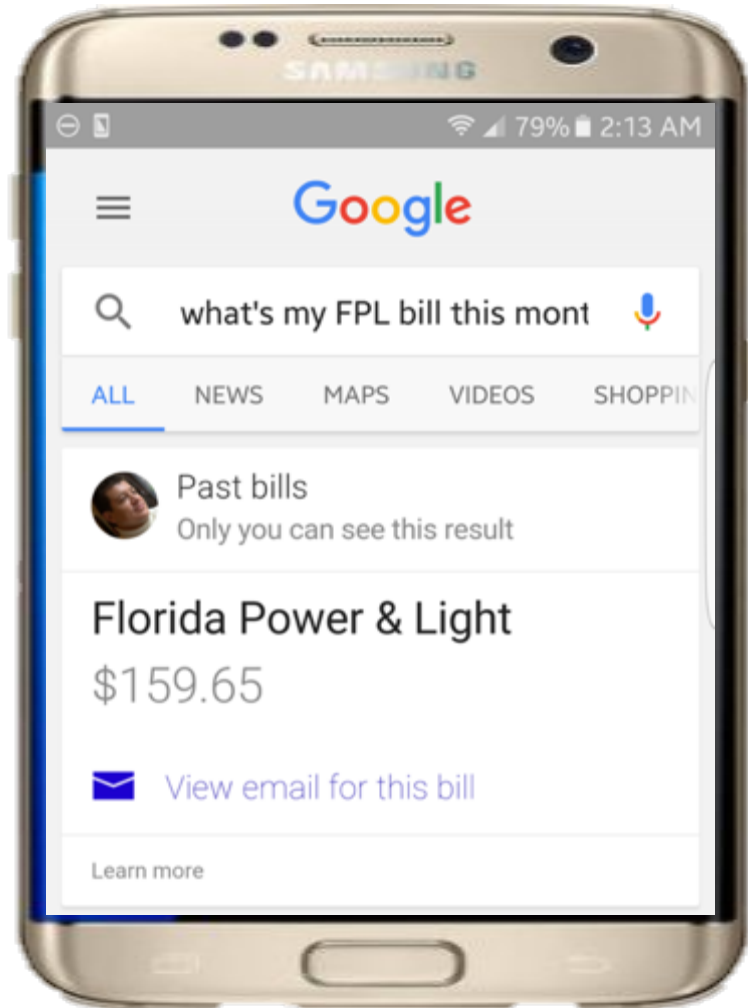 SAMSUNG
79% 2:13 AM
Google
what's my FPL bill this mont
ALL NEWS MAPS VIDEOS SHOPPIN
Past bills
Only you can see this result
Florida Power & Light
$159.65
View email for this bill
Learn more